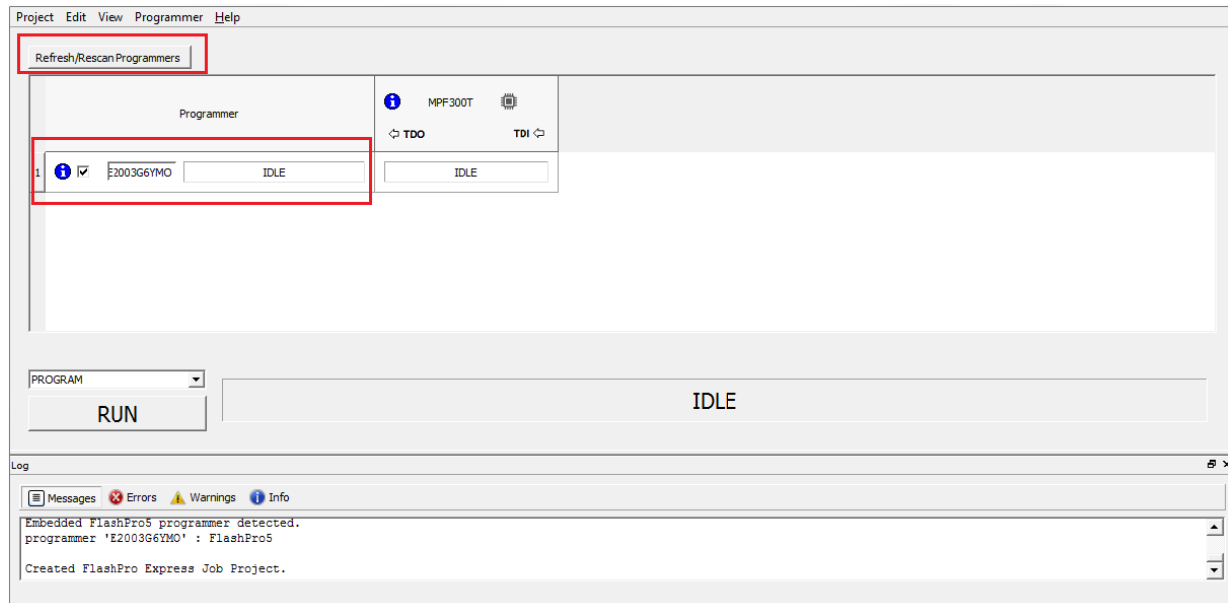 Project Edit View Programmer Help
Refresh/Rescan Programmers
Programmer
MPF300T
TDO TDI
1 E2003G6YMO IDLE IDLE
PROGRAM
RUN
IDLE
Log
Messages Errors Warnings Info
Embedded FlashPro5 programmer detected.
programmer 'E2003G6YMO' : FlashPro5
Created FlashPro Express Job Project.